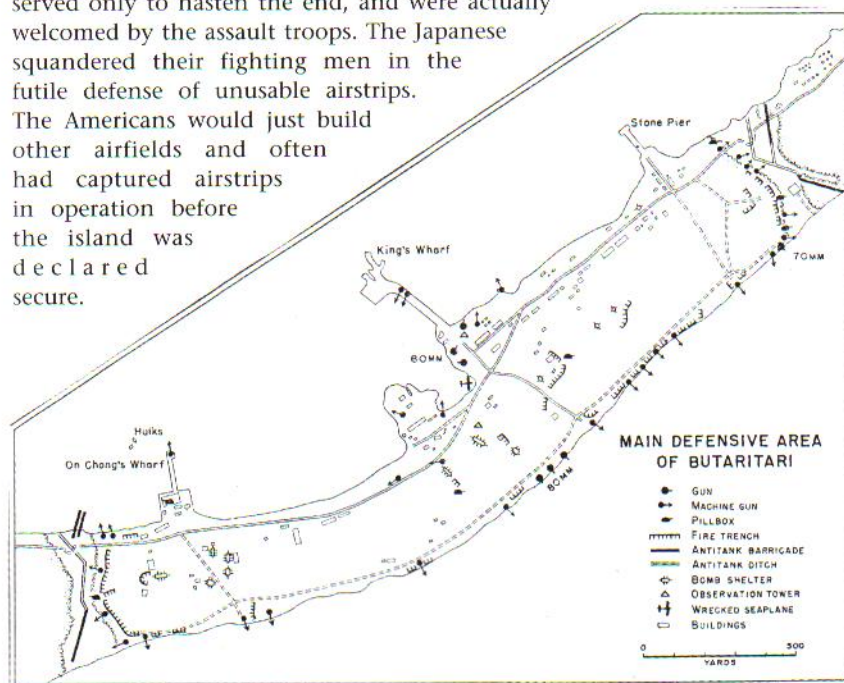 served only to hasten the end, and were actually
welcomed by the assault troops. The Japanese
squandered their fighting men in the
futile defense of unusable airstrips.
The Americans would just build
other airfields and often
had captured airstrips
in operation before
the island was
declared
secure.
Stone Pier
King's Wharf
70MM
80MM
Hulks
On Chong's Wharf
80MM
MAIN DEFENSIVE AREA
OF BUTARITARI
GUN
MACHINE GUN
PILLBOX
FIRE TRENCH
ANTITANK BARRICADE
ANTITANK DITCH
BOMB SHELTER
OBSERVATION TOWER
WRECKED SEAPLANE
BUILDINGS
0 500
YARDS